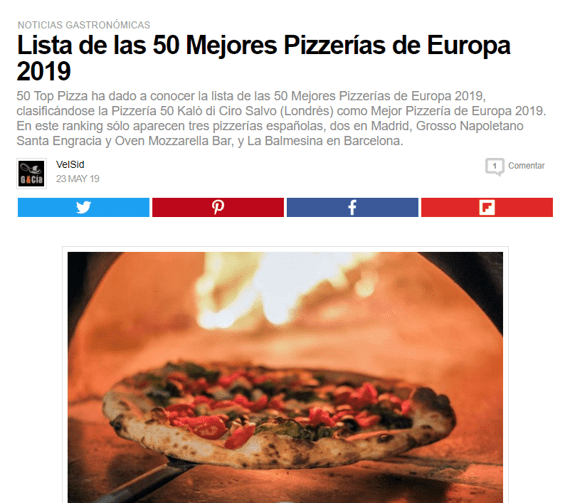 NOTICIAS GASTRONÓMICAS
Lista de las 50 Mejores Pizzerías de Europa
2019
50 Top Pizza ha dado a conocer la lista de las 50 Mejores Pizzerías de Europa 2019,
clasificándose la Pizzería 50 Kalò di Ciro Salvo (Londrés) como Mejor Pizzería de Europa 2019.
En este ranking sólo aparecen tres pizzerías españolas, dos en Madrid, Grosso Napoletano
Santa Engracia y Oven Mozzarella Bar, y La Balmesina en Barcelona.
G&Cia
VelSid
23 MAY 19
1 Comentar